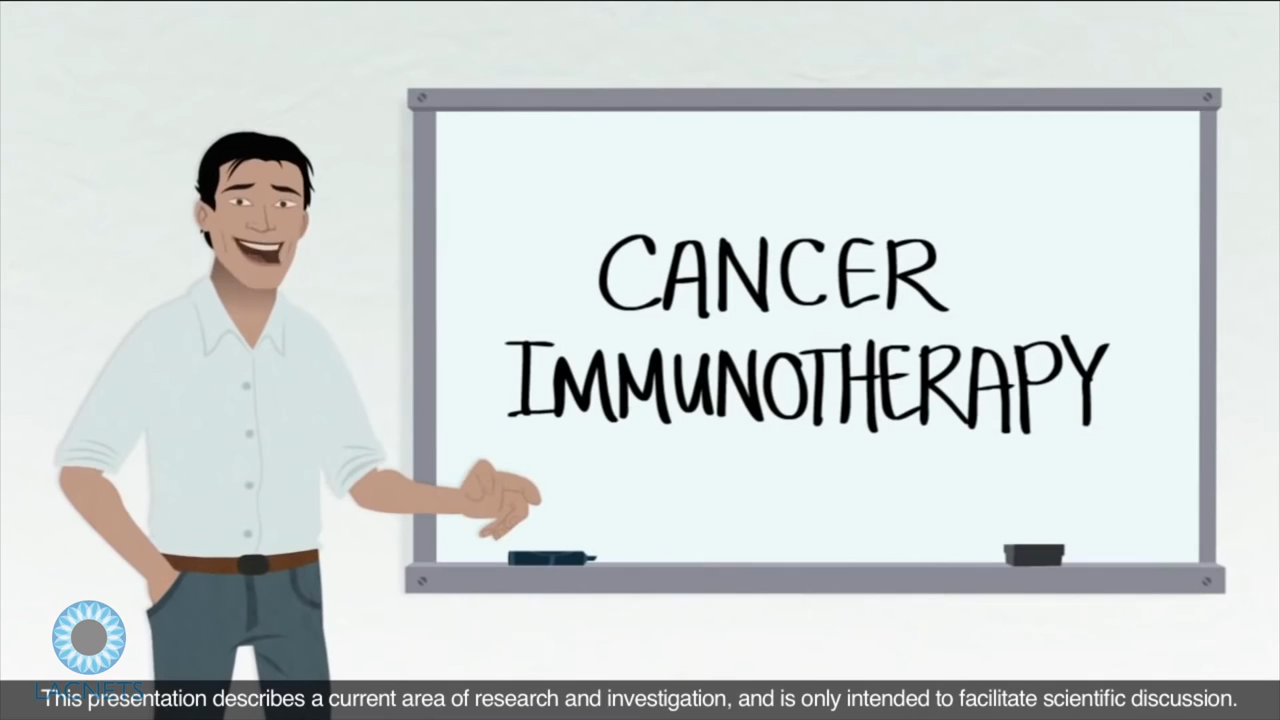 CANCER
IMMUNOTHERAPY
LACNETS
This presentation describes a current area of research and investigation, and is only intended to facilitate scientific discussion.